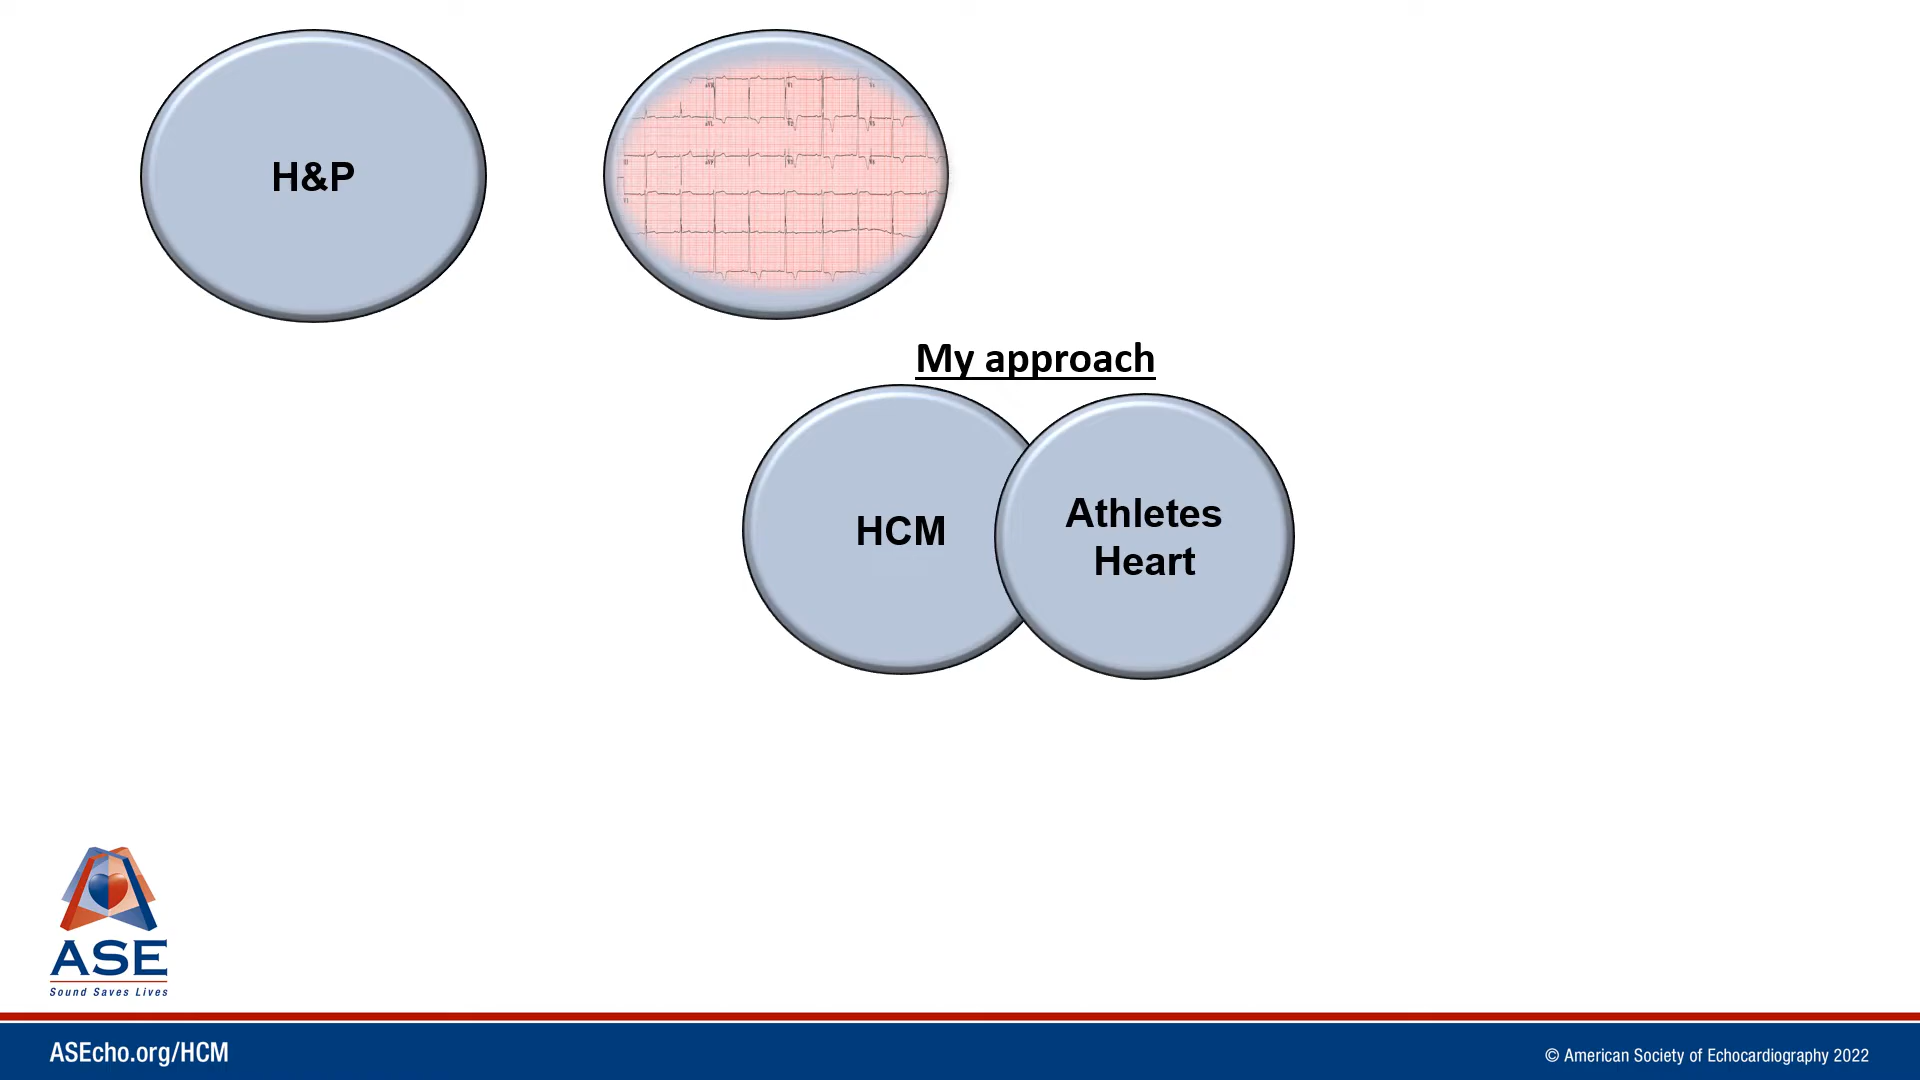 H&P
My approach
HCM
Athletes
Heart
ASE
Sound Saves Lives
ASEcho.org/HCM
© American Society of Echocardiography 2022